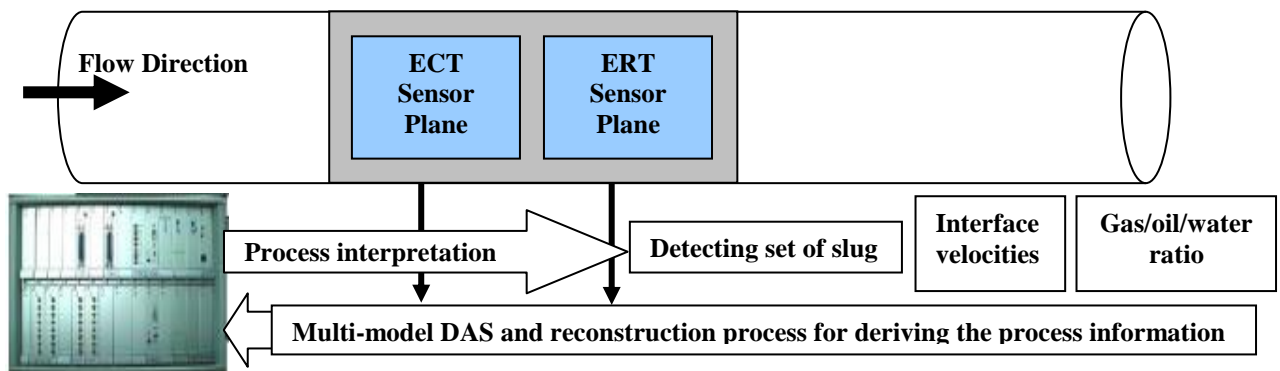 Flow Direction
ECT
Sensor
Plane
ERT
Sensor
Plane
Process interpretation
Detecting set of slug
Interface
velocities
Gas/oil/water
ratio
Multi-model DAS and reconstruction process for deriving the process information